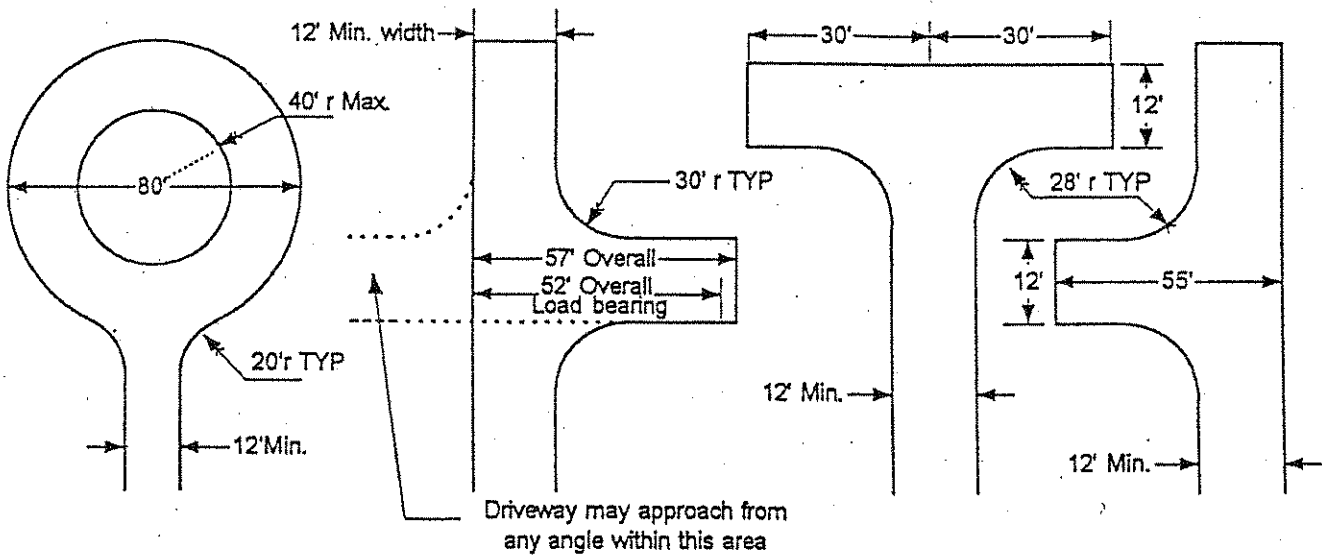 12' Min. width
40' r Max.
80'
20'r TYP
12'Min.
30' r TYP
57' Overall
52' Overall
Load bearing
Driveway may approach from
any angle within this area
30'
30'
12'
28' r TYP
12' Min.
12'
55'
12' Min.